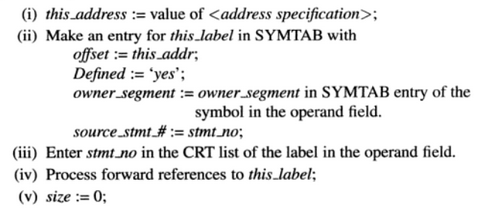 (i) this_address := value of <address specification>;
(ii) Make an entry for this_label in SYMTAB with
offset := this_addr;
Defined := ‘yes’;
owner_segment := owner_segment in SYMTAB entry of the
symbol in the operand field.
source_stmt_# := stmt_no;
(iii) Enter stmt_no in the CRT list of the label in the operand field.
(iv) Process forward references to this_label;
(v) size := 0;